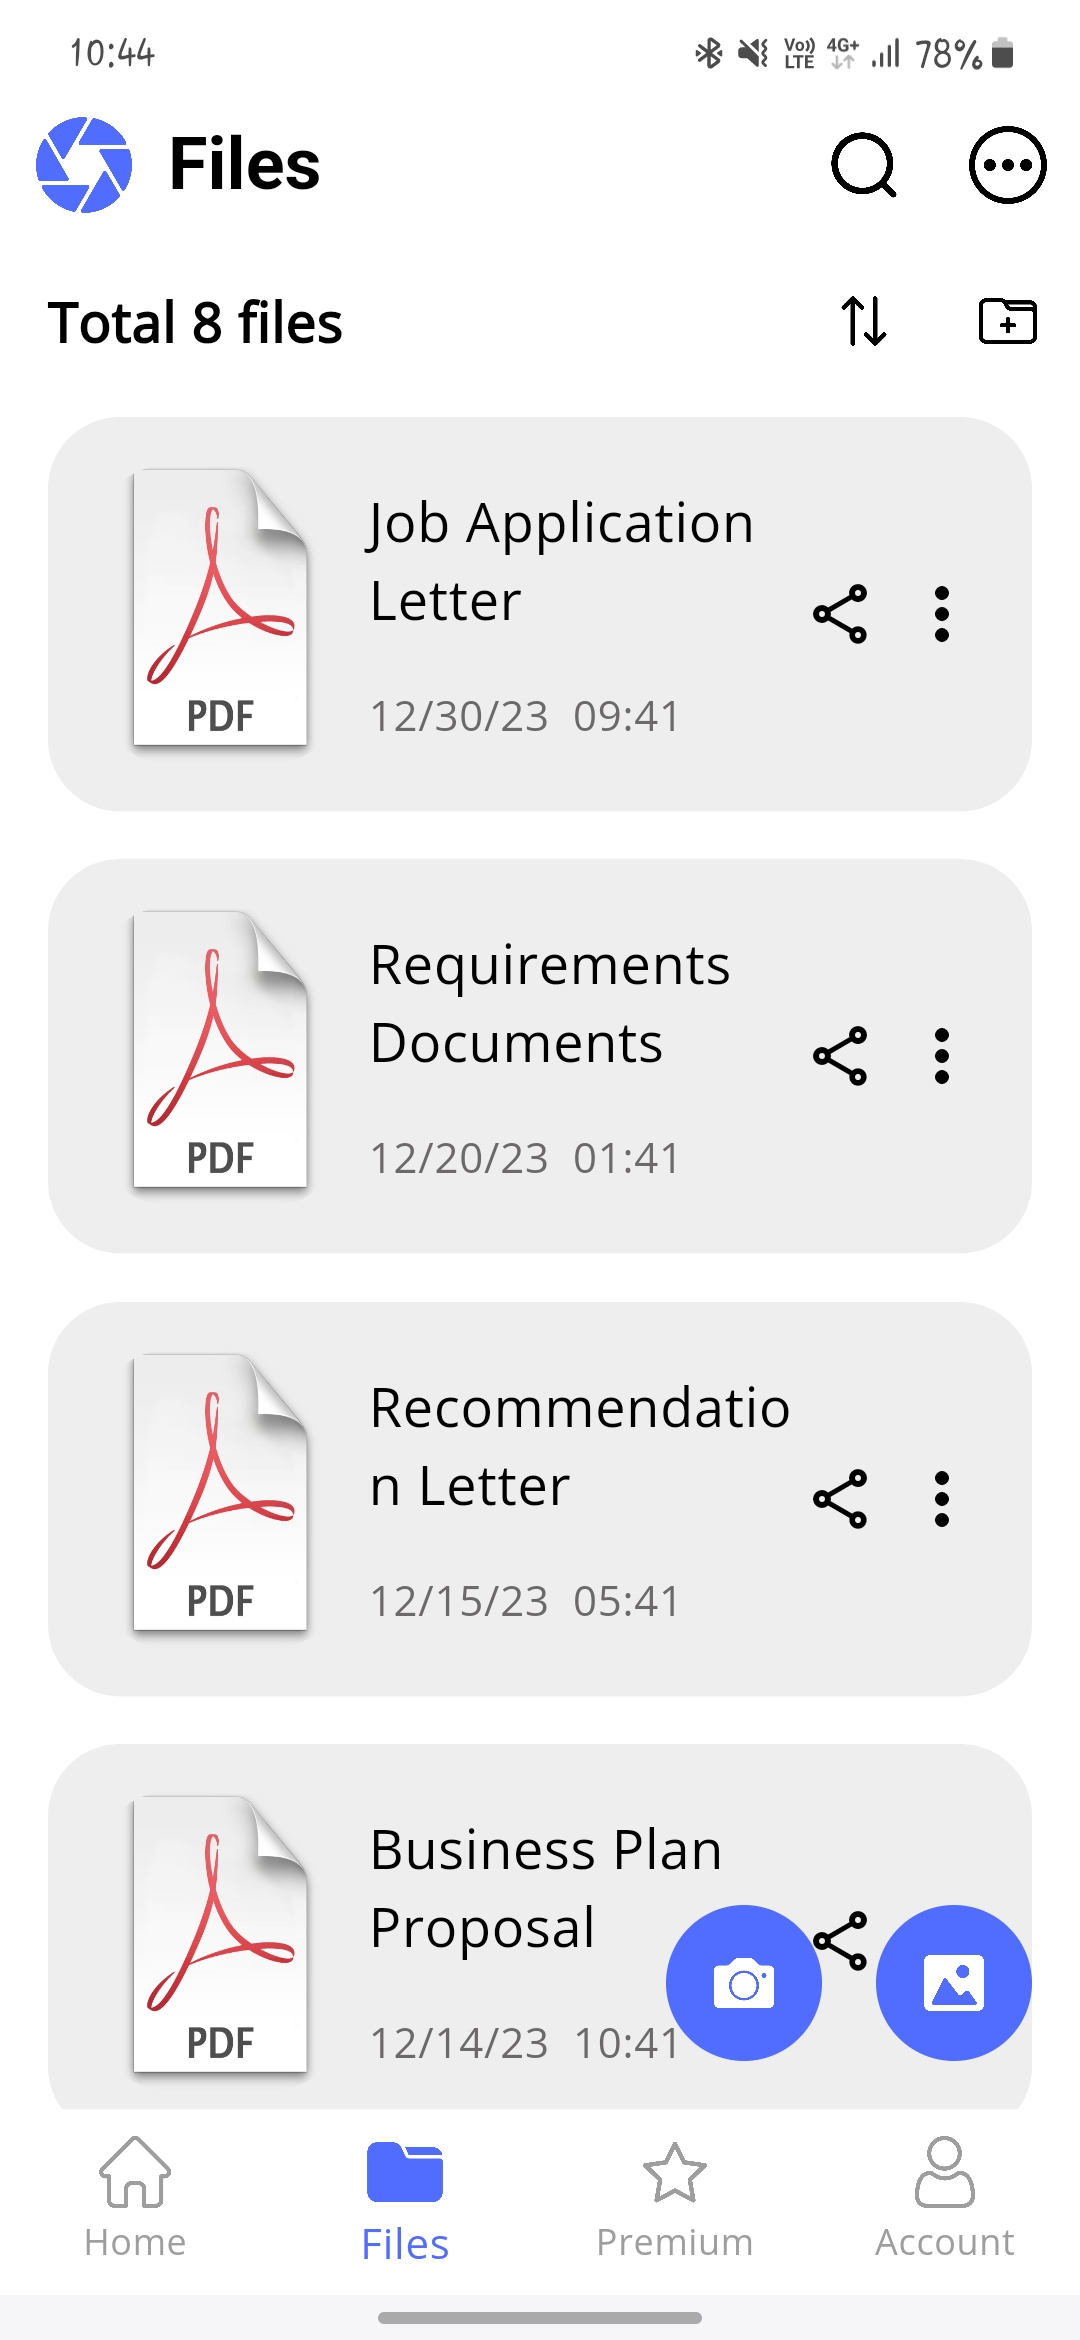 10:44
Vo)) LTE 4G+ 78%
Files
Total 8 files
Job Application
Letter
12/30/23 09:41
PDF
Requirements
Documents
12/20/23 01:41
PDF
Recommendatio
n Letter
12/15/23 05:41
PDF
Business Plan
Proposal
12/14/23 10:41
PDF
Home
Files
Premium
Account